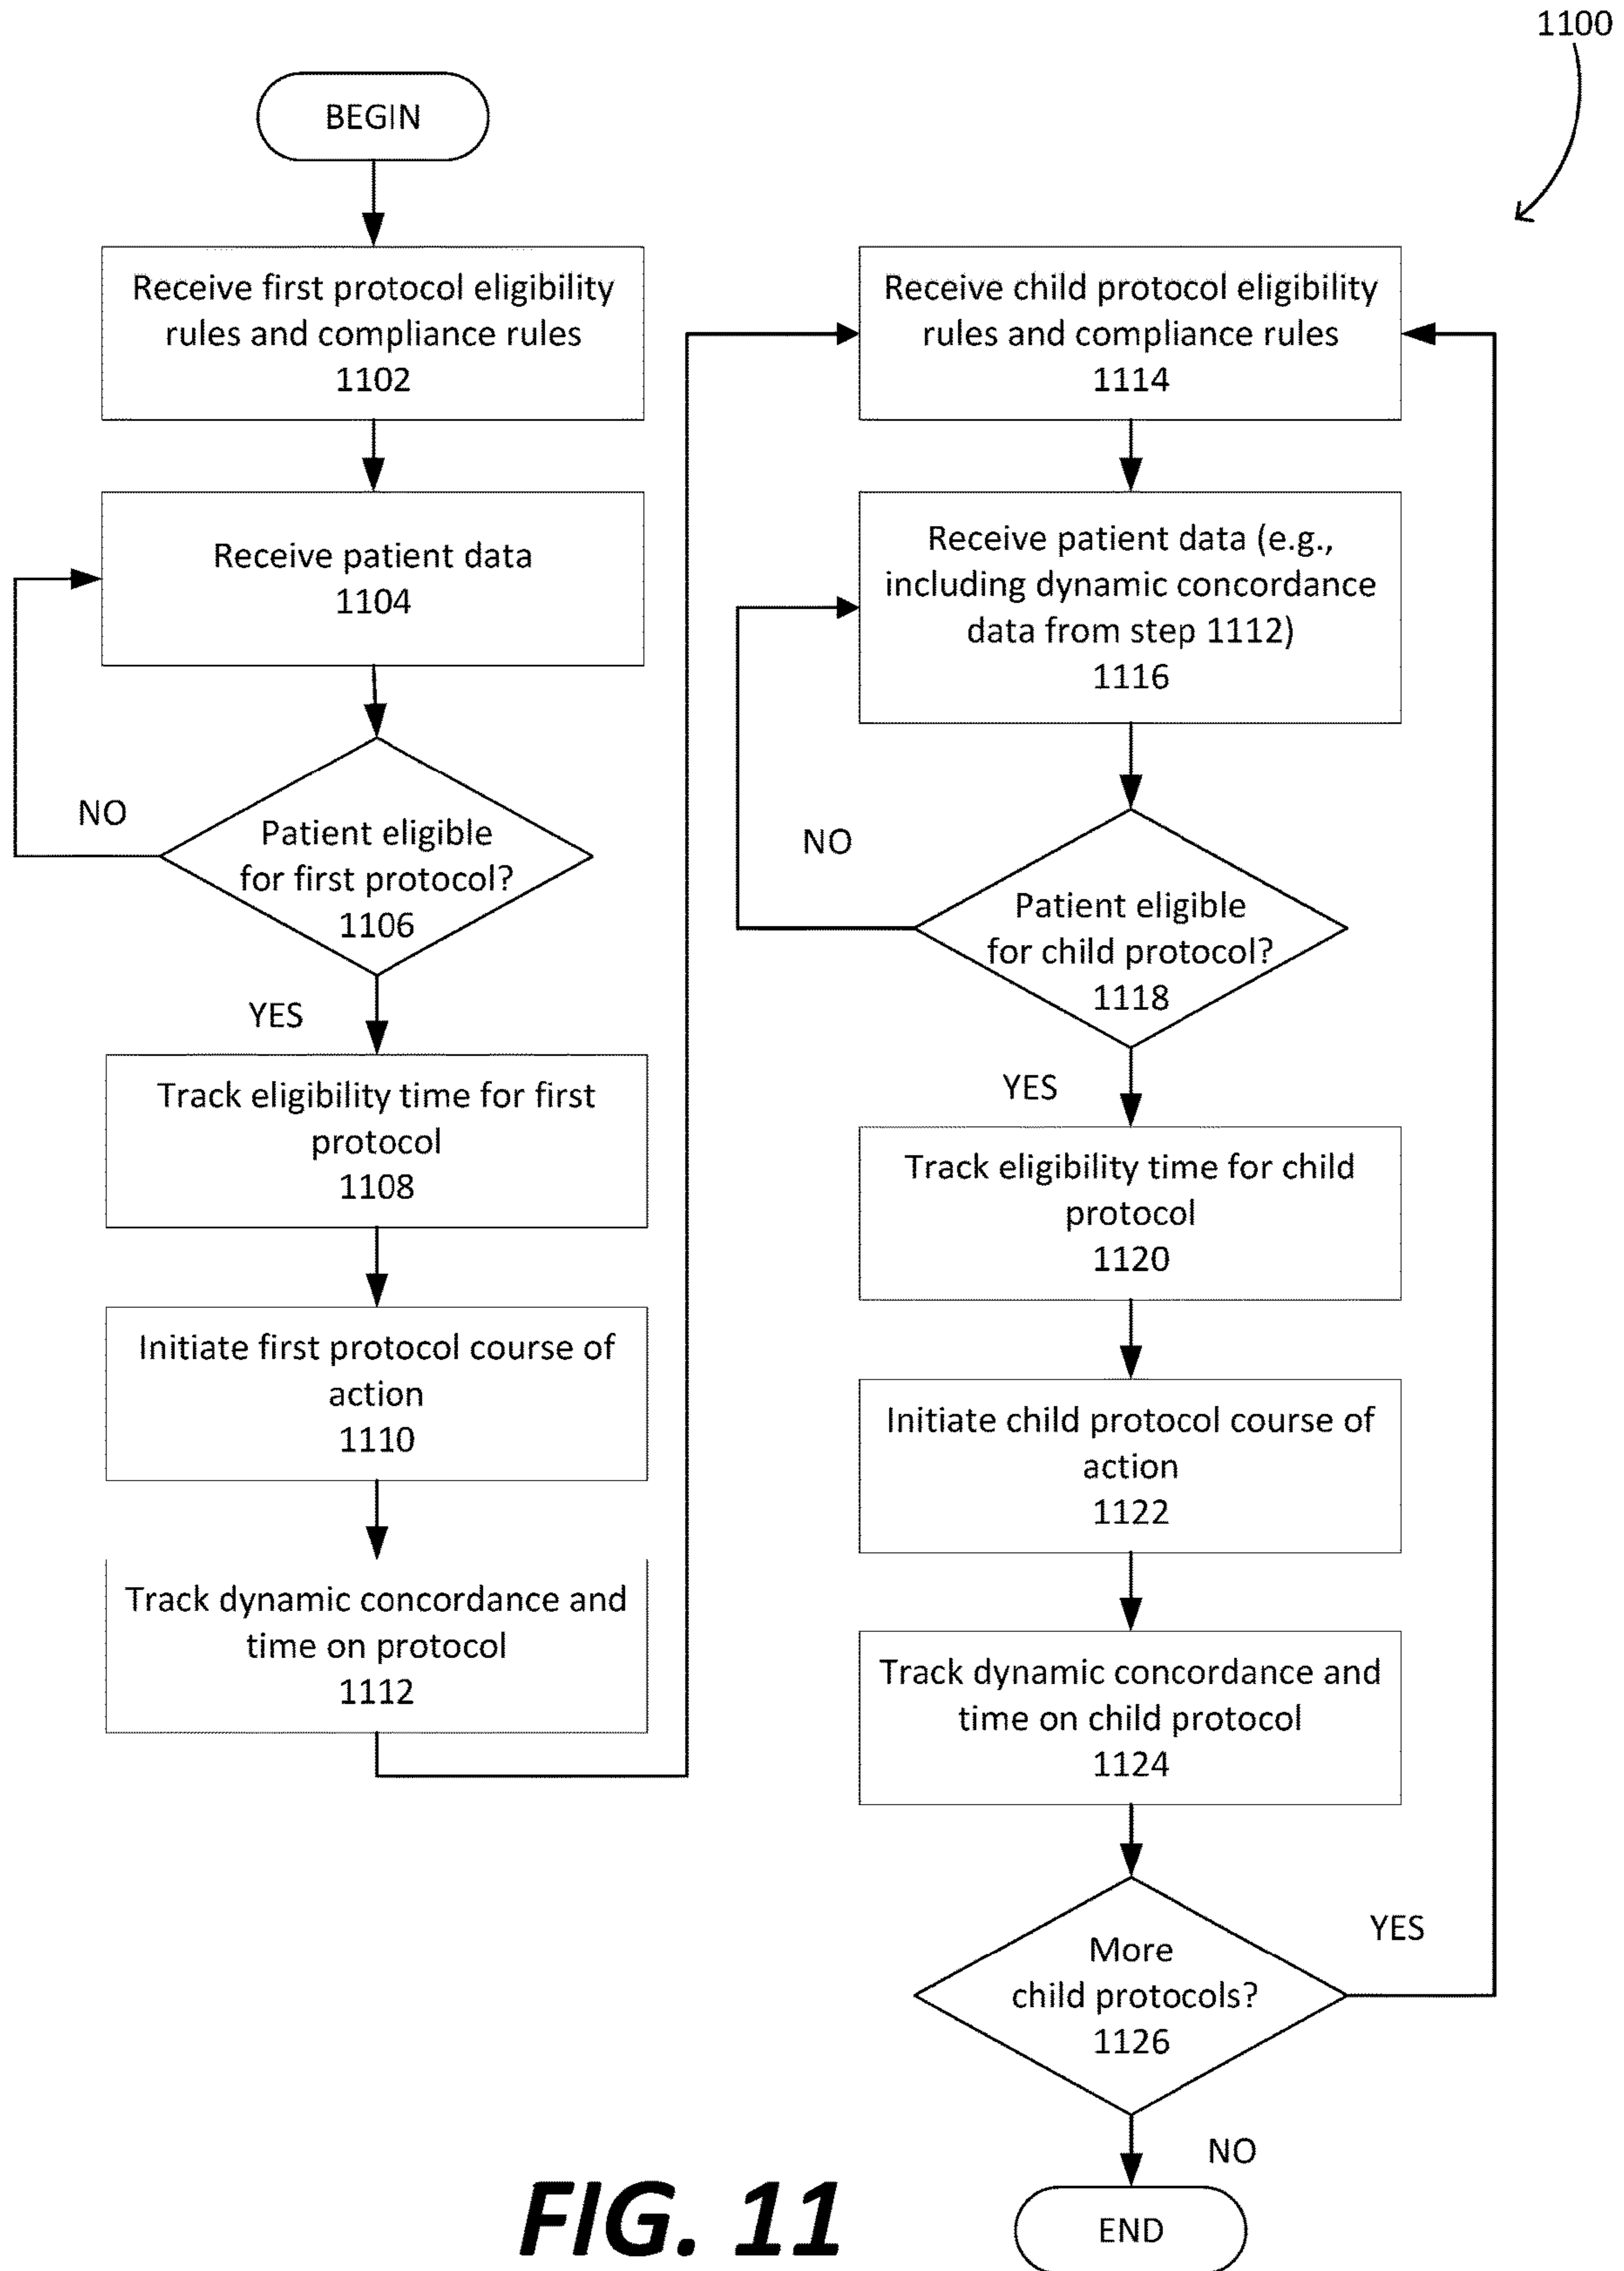 1100
BEGIN
Receive first protocol eligibility
rules and compliance rules
1102
Receive patient data
1104
NO
Patient eligible
for first protocol?
1106
YES
Track eligibility time for first
protocol
1108
Initiate first protocol course of
action
1110
Track dynamic concordance and
time on protocol
1112
Receive child protocol eligibility
rules and compliance rules
1114
Receive patient data (e.g.,
including dynamic concordance
data from step 1112)
1116
NO
Patient eligible
for child protocol?
1118
YES
Track eligibility time for child
protocol
1120
Initiate child protocol course of
action
1122
Track dynamic concordance and
time on child protocol
1124
More
child protocols?
1126
YES
NO
END
FIG. 11